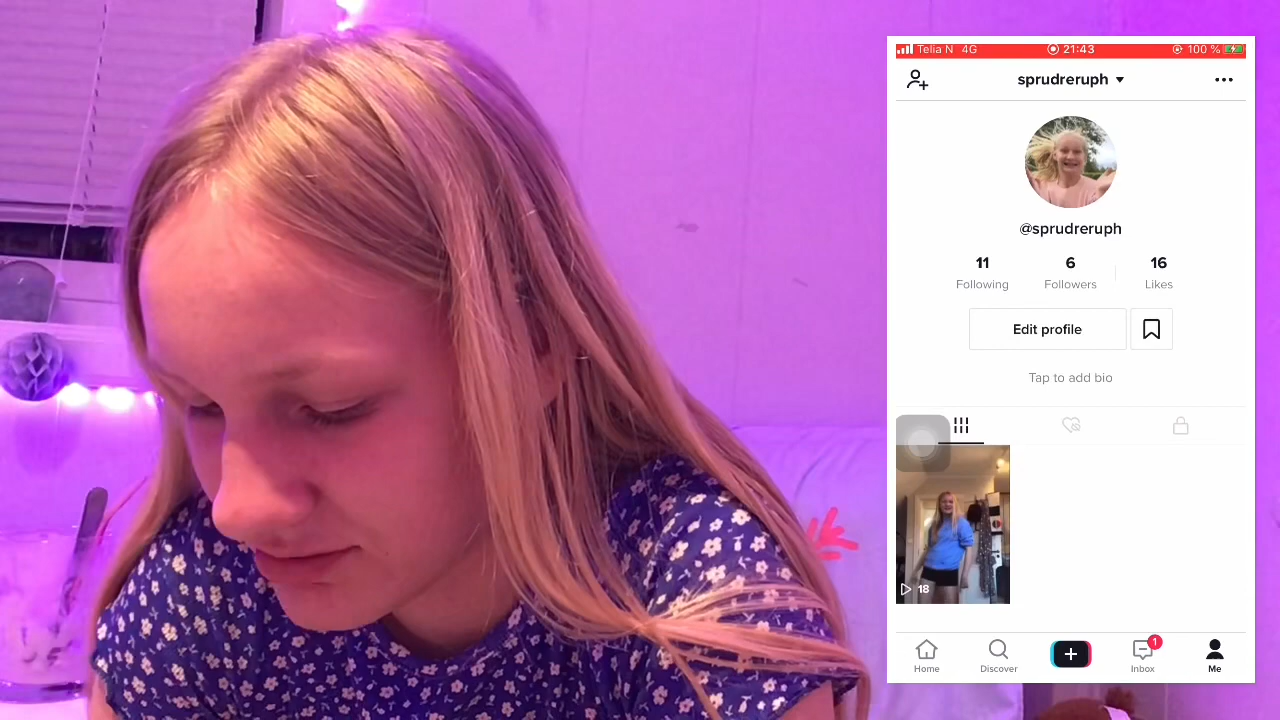 Telia N 4G 21:43 100 %
sprudreruph
@sprudreruph
11 6 16
Following Followers Likes
Edit profile
Tap to add bio
18
1
Home Discover Inbox Me